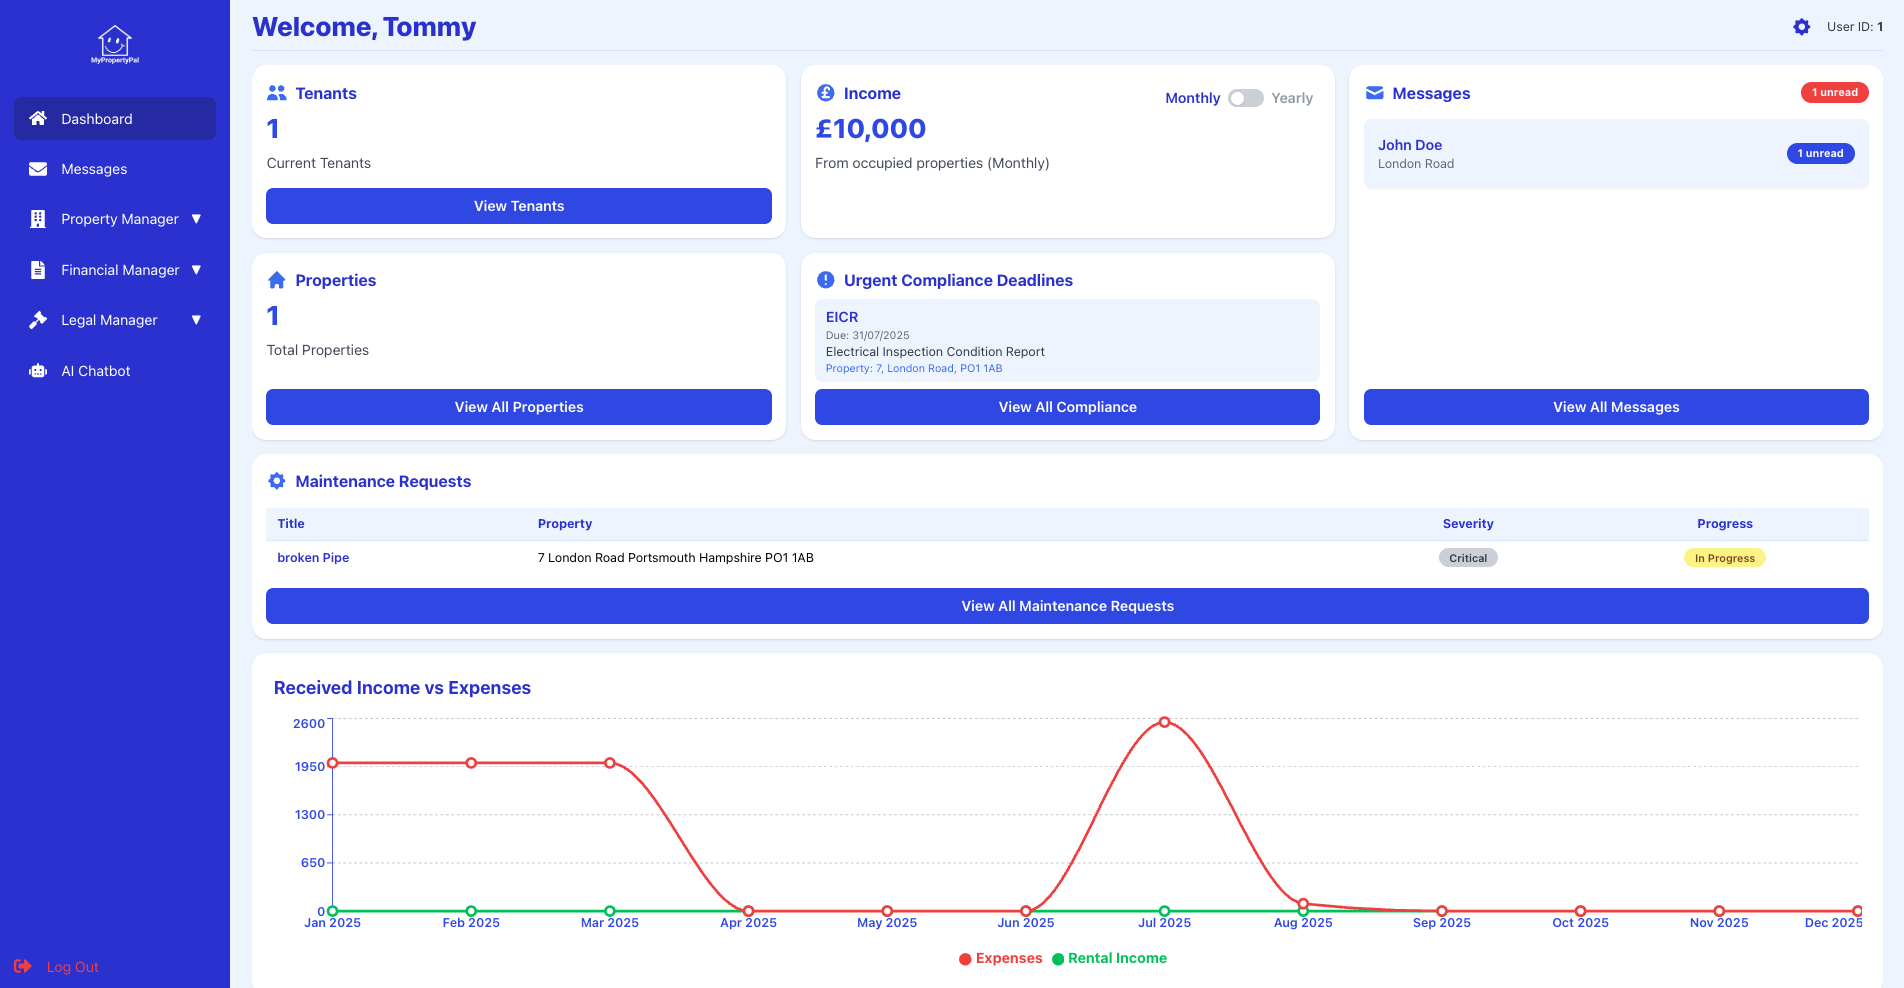 MyPropertyPal
Dashboard
Messages
Property Manager ▼
Financial Manager ▼
Legal Manager ▼
AI Chatbot
Log Out
Welcome, Tommy
User ID: 1
Tenants
1
Current Tenants
View Tenants
Income
Monthly Yearly
£10,000
From occupied properties (Monthly)
Messages
1 unread
John Doe
London Road
1 unread
View All Messages
Properties
1
Total Properties
View All Properties
Urgent Compliance Deadlines
EICR
Due: 31/07/2025
Electrical Inspection Condition Report
Property: 7, London Road, PO1 1AB
View All Compliance
Maintenance Requests
Title Property Severity Progress
broken Pipe 7 London Road Portsmouth Hampshire PO1 1AB Critical In Progress
View All Maintenance Requests
Received Income vs Expenses
2600
1950
1300
650
0
Jan 2025 Feb 2025 Mar 2025 Apr 2025 May 2025 Jun 2025 Jul 2025 Aug 2025 Sep 2025 Oct 2025 Nov 2025 Dec 2025
Expenses Rental Income